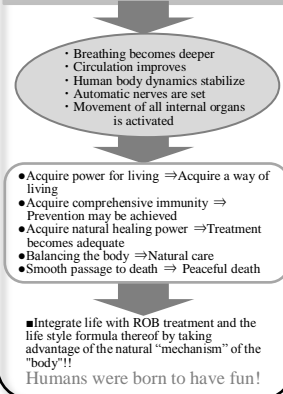 ・Breathing becomes deeper
・Circulation improves
・Human body dynamics stabilize
・Automatic nerves are set
・Movement of all internal organs
is activated
●Acquire power for living ⇒Acquire a way of
living
●Acquire comprehensive immunity ⇒
Prevention may be achieved
●Acquire natural healing power ⇒Treatment
becomes adequate
●Balancing the body ⇒Natural care
●Smooth passage to death ⇒ Peaceful death
■Integrate life with ROB treatment and the
life style formula thereof by taking
advantage of the natural “mechanism” of the
"body"!!
Humans were born to have fun!